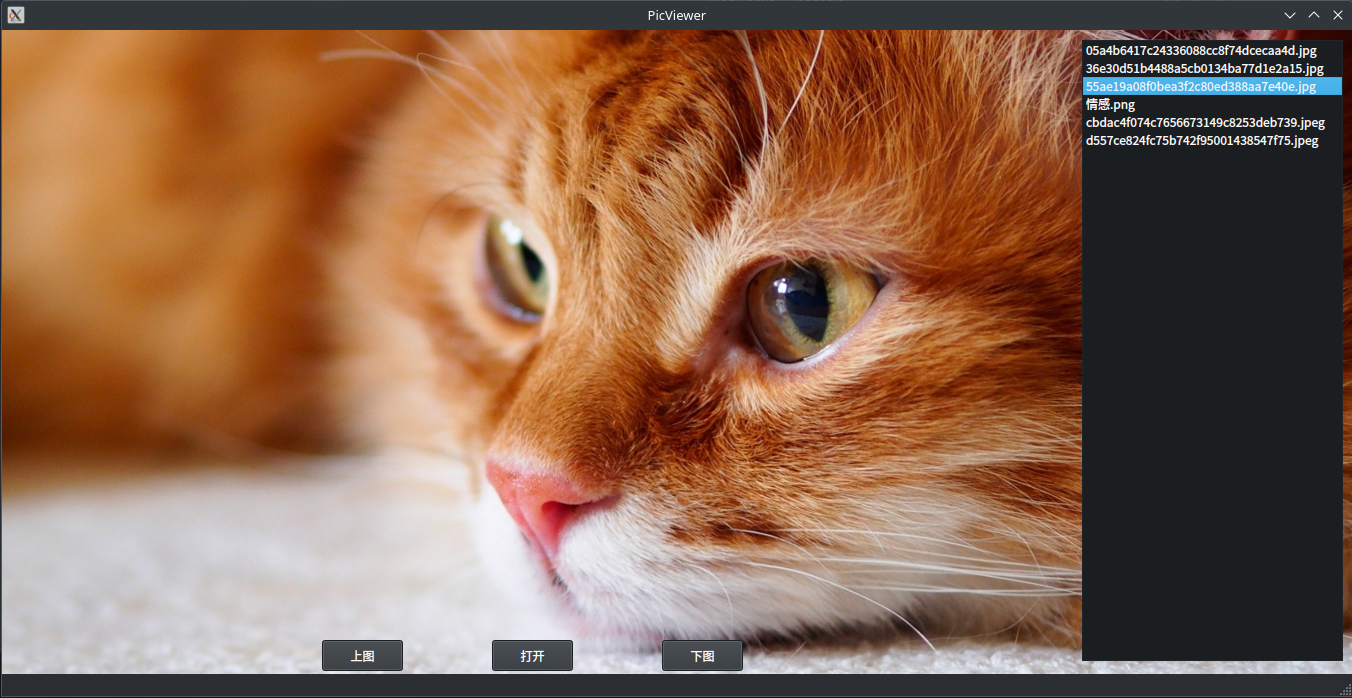 PicViewer
05a4b6417c24336088cc8f74dcecaa4d.jpg
36e30d51b4488a5cb0134ba77d1e2a15.jpg
55ae19a08f0bea3f2c80ed388aa7e40e.jpg
情感.png
cbdac4f074c7656673149c8253deb739.jpeg
d557ce824fc75b742f95001438547f75.jpeg
上图
打开
下图